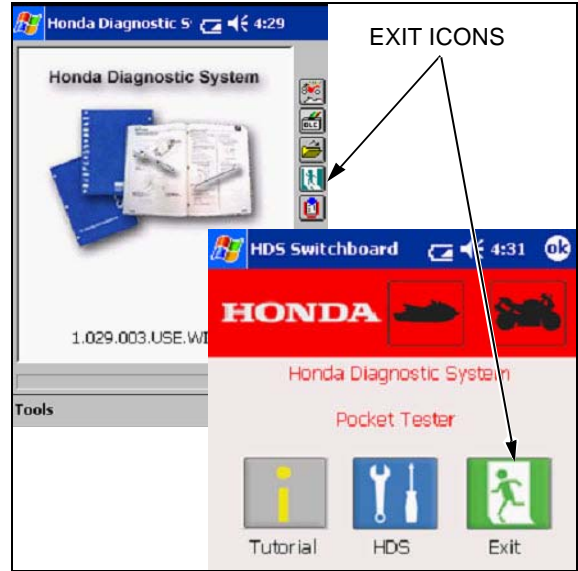 Honda Diagnostic S 4:29
EXIT ICONS
Honda Diagnostic System
DLC
1.029.003.USE.WI
Tools
HDS Switchboard 4:31 ok
HONDA
Honda Diagnostic System
Pocket Tester
Tutorial HDS Exit